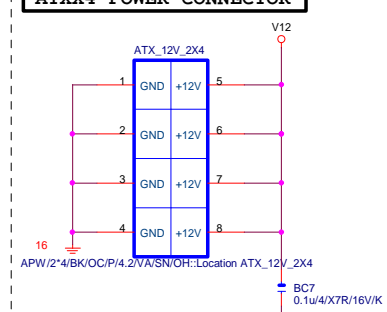 ATXX4 POWER CONNECTOR
V12
ATX_12V_2X4
1 GND +12V 5
2 GND +12V 6
3 GND +12V 7
4 GND +12V 8
16
APW/2*4/BK/OC/P/4.2/VA/SN/OH::Location ATX_12V_2X4
BC7
0.1u/4/X7R/16V/K